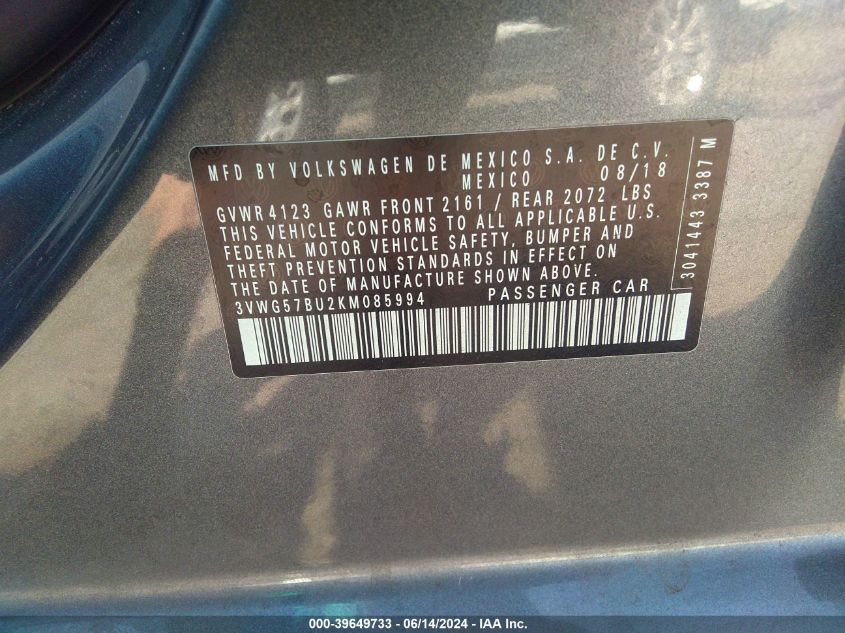 MFD BY VOLKSWAGEN DE MEXICO S.A. DE C.V.
MEXICO 08/18
GVWR 4123 GAWR FRONT 2161 / REAR 2072 LBS
THIS VEHICLE CONFORMS TO ALL APPLICABLE U.S.
FEDERAL MOTOR VEHICLE SAFETY, BUMPER AND
THEFT PREVENTION STANDARDS IN EFFECT ON
THE DATE OF MANUFACTURE SHOWN ABOVE.
3VWG57BU2KM085994 PASSENGER CAR
3041443 3387 M
000-39649733 - 06/14/2024 - IAA Inc.